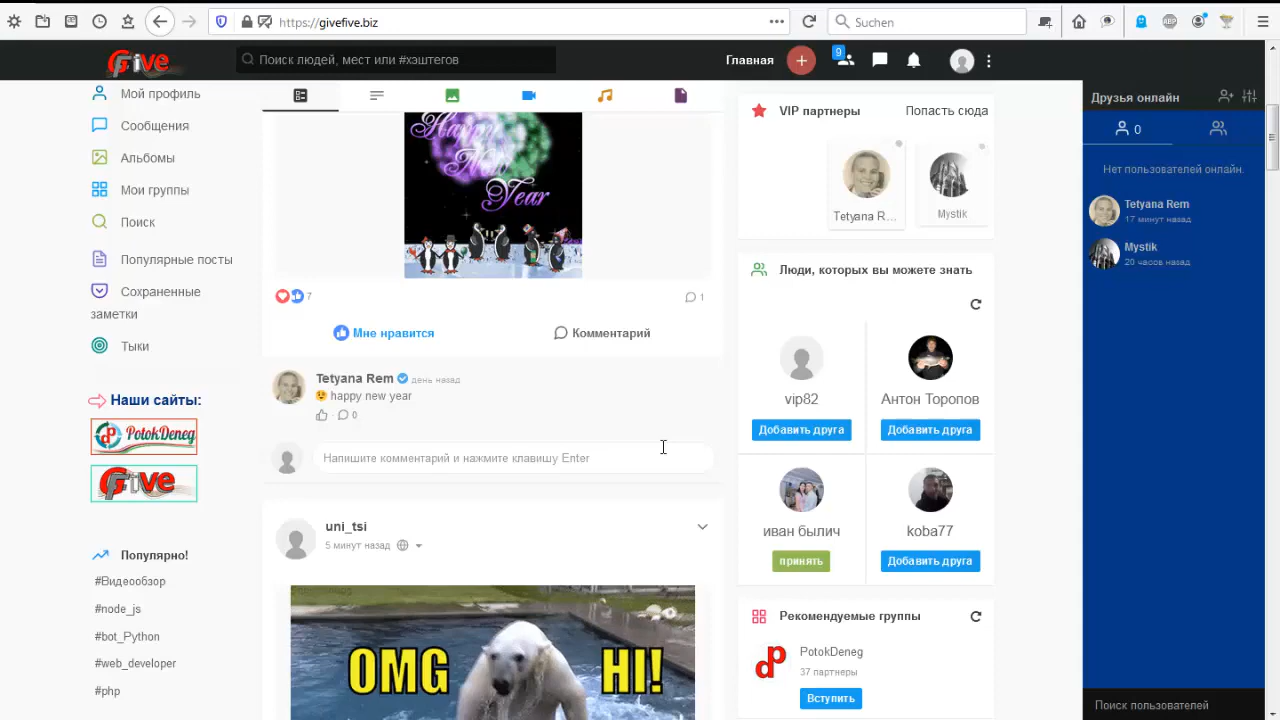 https://givefive.biz
Suchen
Five
Поиск людей, мест или #хэштегов
Главная
9
Мой профиль
Сообщения
Альбомы
Мои группы
Поиск
Популярные посты
Сохраненные
заметки
Тыки
Наши сайты:
PotokDeneg
Five
Популярно!
#Видеообзор
#node_js
#bot_Python
#web_developer
#php
Happy
New
Year
7
1
Мне нравится
Комментарий
Tetyana Rem
день назад
happy new year
0
Напишите комментарий и нажмите клавишу Enter
uni_tsi
5 минут назад
OMG HI!
VIP партнеры
Попасть сюда
Tetyana R...
Mystik
Люди, которых вы можете знать
vip82
Антон Торопов
Добавить друга
Добавить друга
иван былич
koba77
принять
Добавить друга
Рекомендуемые группы
PotokDeneg
37 партнеры
Вступить
Друзья онлайн
0
Нет пользователей онлайн.
Tetyana Rem
17 минут назад
Mystik
20 часов назад
Поиск пользователей